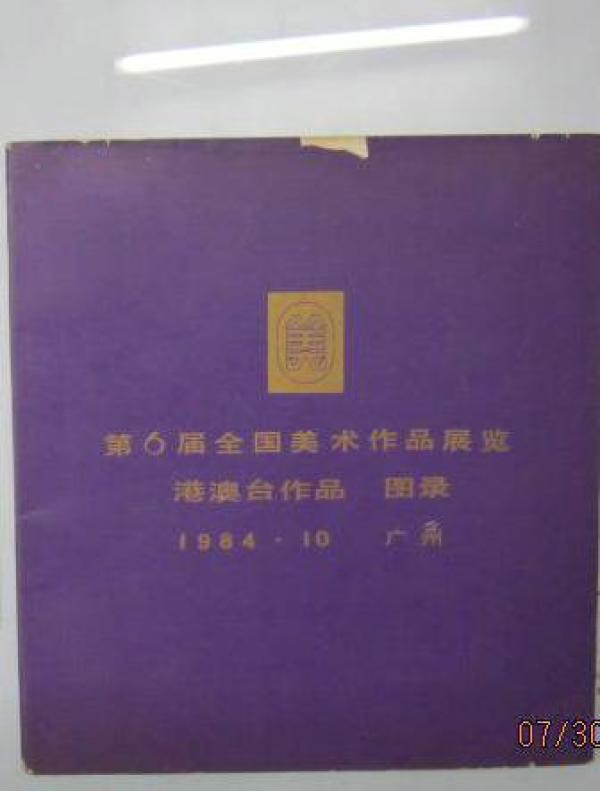 第6届全国美术作品展览
港澳台作品 图录
1984·10 广州
07/30